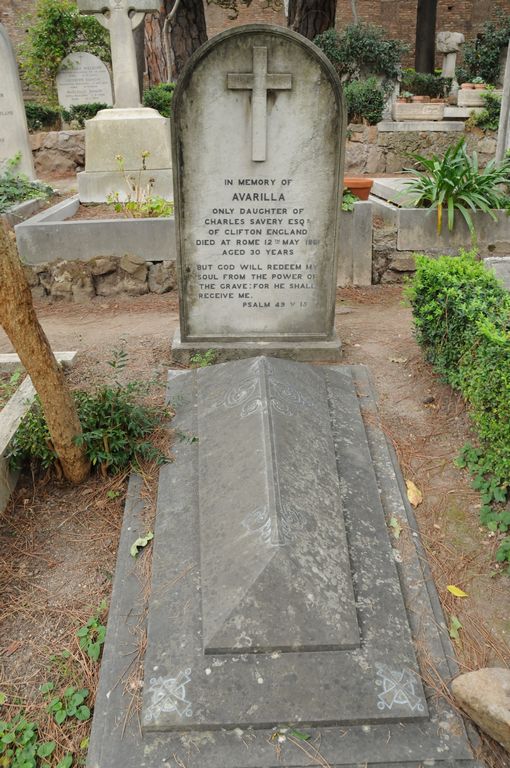 IN MEMORY OF
AVARILLA
ONLY DAUGHTER OF
CHARLES SAVERY ESQR
OF CLIFTON ENGLAND
DIED AT ROME 12TH MAY
AGED 30 YEARS
BUT GOD WILL REDEEM MY
SOUL FROM THE POWER OF
THE GRAVE: FOR HE SHALL
RECEIVE ME.
PSALM 49 V 15